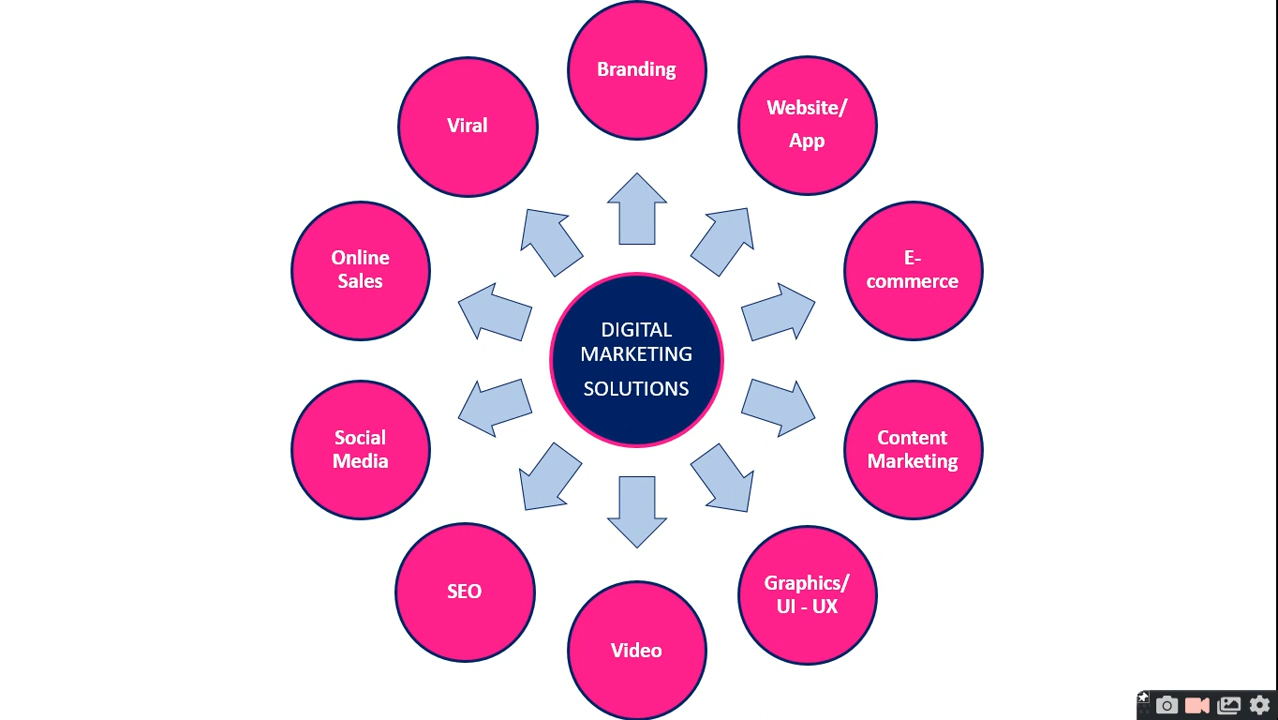 Branding
Website/
App
E-
commerce
Content
Marketing
Graphics/
UI - UX
Video
SEO
Social
Media
Online
Sales
Viral
DIGITAL
MARKETING
SOLUTIONS